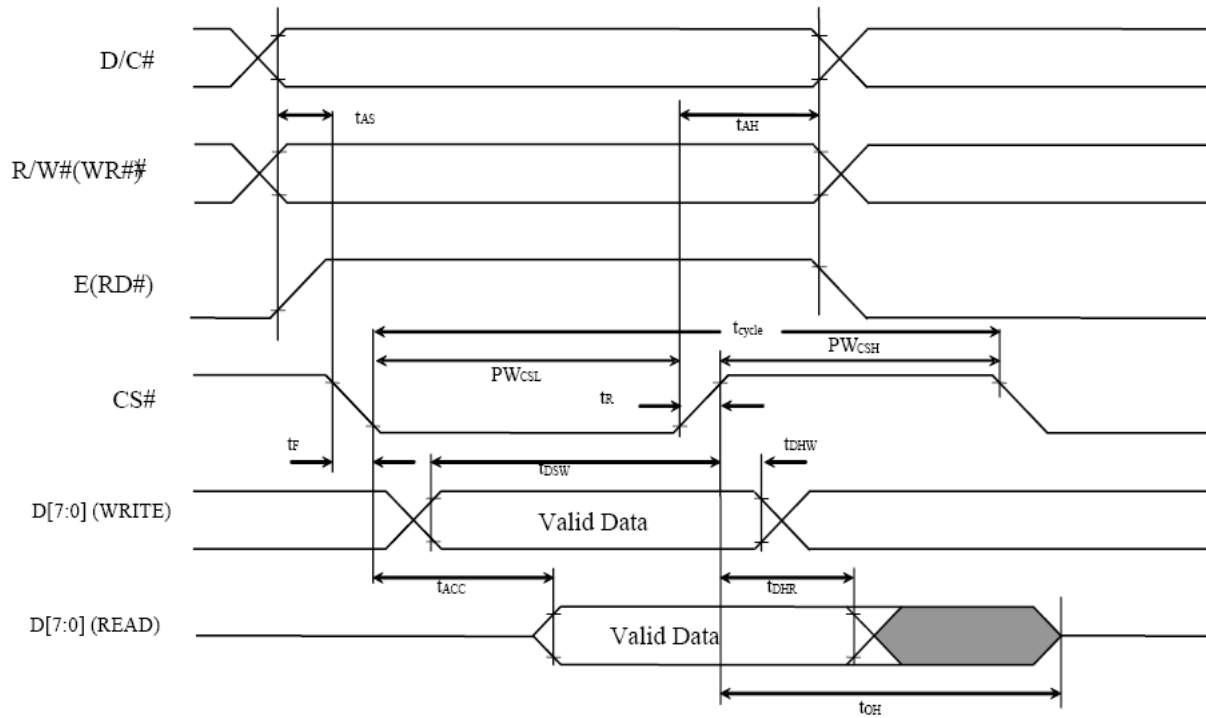 D/C#
tAS
tAH
R/W#(WR##)
E(RD#)
tcycle
PWCSL
PWCSH
CS#
tR
tF
tDSW
tDHW
D[7:0] (WRITE)
Valid Data
tACC
tDHR
D[7:0] (READ)
Valid Data
tOH